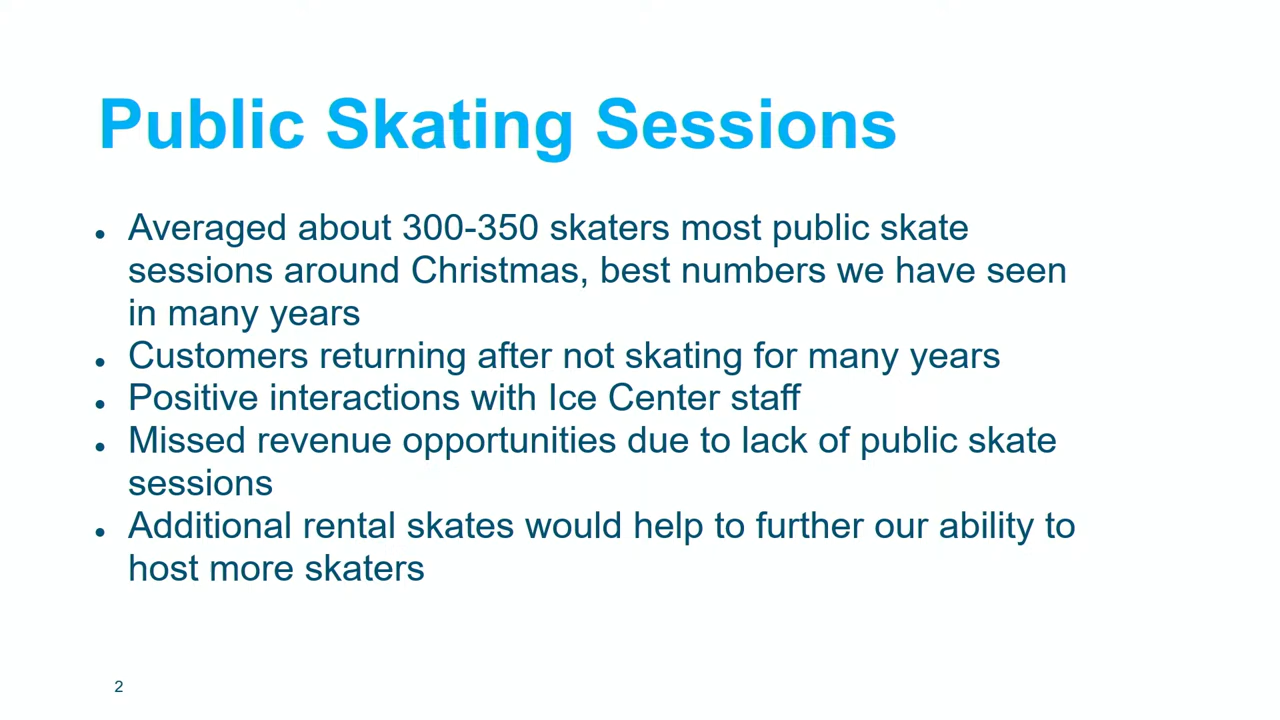 Public Skating Sessions
• Averaged about 300-350 skaters most public skate
sessions around Christmas, best numbers we have seen
in many years
• Customers returning after not skating for many years
• Positive interactions with Ice Center staff
• Missed revenue opportunities due to lack of public skate
sessions
• Additional rental skates would help to further our ability to
host more skaters
2